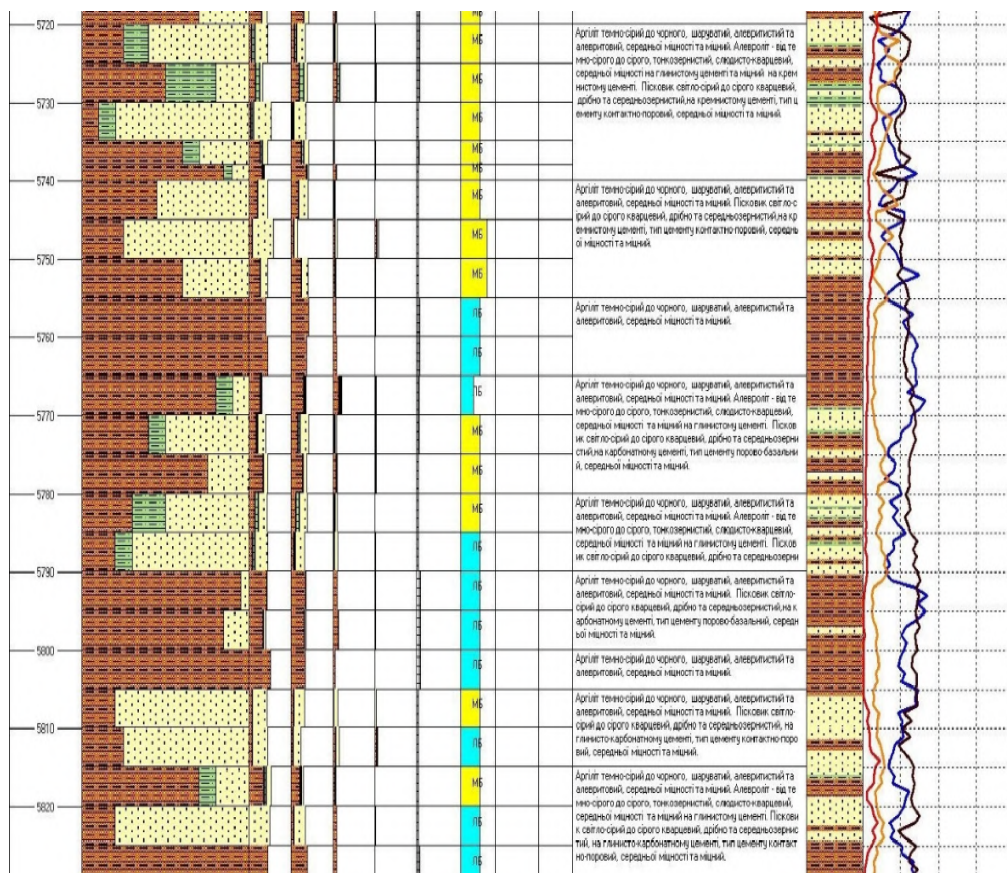 МБ
5720
МБ
МБ
5730
МБ
МБ
МБ
5740
МБ
МБ
5750
МБ
ПБ
5760
ПБ
ПБ
5770
МБ
МБ
5780
МБ
ПБ
5790
ПБ
ПБ
5800
ПБ
МБ
5810
ПБ
МБ
5820
ПБ
ПБ
Аргіліт темно-сірий до чорного, шаруватий, алевритистий та
алевритовий, середньої міцності та міцний. Алевроліт - від те
мно-сірого до сірого, тонкозернистий, слюдисто-кварцевий,
середньої міцності на глинистому цементі та міцний на крем
нистому цементі. Пісковик світло-сірий до сірого кварцевий,
дрібно та середньозернистий,на кремнистому цементі, тип ц
ементу контактно-поровий, середньої міцності та міцний.
Аргіліт темно-сірий до чорного, шаруватий, алевритистий та
алевритовий, середньої міцності та міцний. Пісковик світло-с
ірий до сірого кварцевий, дрібно та середньозернистий,на кр
емнистому цементі, тип цементу контактно-поровий, середнь
ої міцності та міцний.
Аргіліт темно-сірий до чорного, шаруватий, алевритистий та
алевритовий, середньої міцності та міцний.
Аргіліт темно-сірий до чорного, шаруватий, алевритистий та
алевритовий, середньої міцності та міцний. Алевроліт - від те
мно-сірого до сірого, тонкозернистий, слюдисто-кварцевий,
середньої міцності та міцний на глинистому цементі. Пісков
ик світло-сірий до сірого кварцевий, дрібно та середньозерни
стий,на карбонатному цементі, тип цементу порово-базальни
й, середньої міцності та міцний.
Аргіліт темно-сірий до чорного, шаруватий, алевритистий та
алевритовий, середньої міцності та міцний. Алевроліт - від те
мно-сірого до сірого, тонкозернистий, слюдисто-кварцевий,
середньої міцності та міцний на глинистому цементі. Пісков
ик світло-сірий до сірого кварцевий, дрібно та середньозерни
Аргіліт темно-сірий до чорного, шаруватий, алевритистий та
алевритовий, середньої міцності та міцний. Пісковик світло-
сірий до сірого кварцевий, дрібно та середньозернистий,на к
арбонатному цементі, тип цементу порово-базальний, середн
ьої міцності та міцний.
Аргіліт темно-сірий до чорного, шаруватий, алевритистий та
алевритовий, середньої міцності та міцний.
Аргіліт темно-сірий до чорного, шаруватий, алевритистий та
алевритовий, середньої міцності та міцний. Пісковик світло-
сірий до сірого кварцевий, дрібно та середньозернистий, на
глинисто-карбонатному цементі, тип цементу контактно-поро
вий, середньої міцності та міцний.
Аргіліт темно-сірий до чорного, шаруватий, алевритистий та
алевритовий, середньої міцності та міцний. Алевроліт - від те
мно-сірого до сірого, тонкозернистий, слюдисто-кварцевий,
середньої міцності та міцний на глинистому цементі. Піскови
к світло-сірий до сірого кварцевий, дрібно та середньозернис
тий, на глинисто-карбонатному цементі, тип цементу контакт
но-поровий, середньої міцності та міцний.